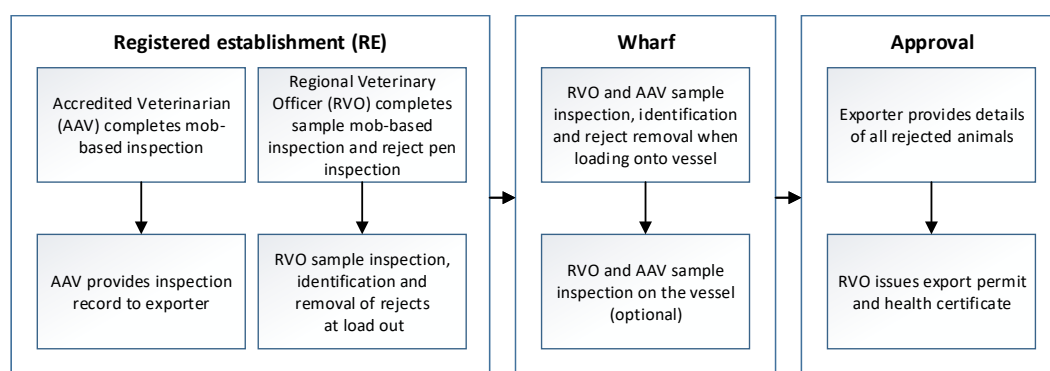 Registered establishment (RE)
Accredited Veterinarian
(AAV) completes mob-
based inspection
AAV provides inspection
record to exporter
Regional Veterinary
Officer (RVO) completes
sample mob-based
inspection and reject pen
inspection
RVO sample inspection,
identification and
removal of rejects
at load out
Wharf
RVO and AAV sample
inspection, identification
and reject removal when
loading onto vessel
RVO and AAV sample
inspection on the vessel
(optional)
Approval
Exporter provides details
of all rejected animals
RVO issues export permit
and health certificate